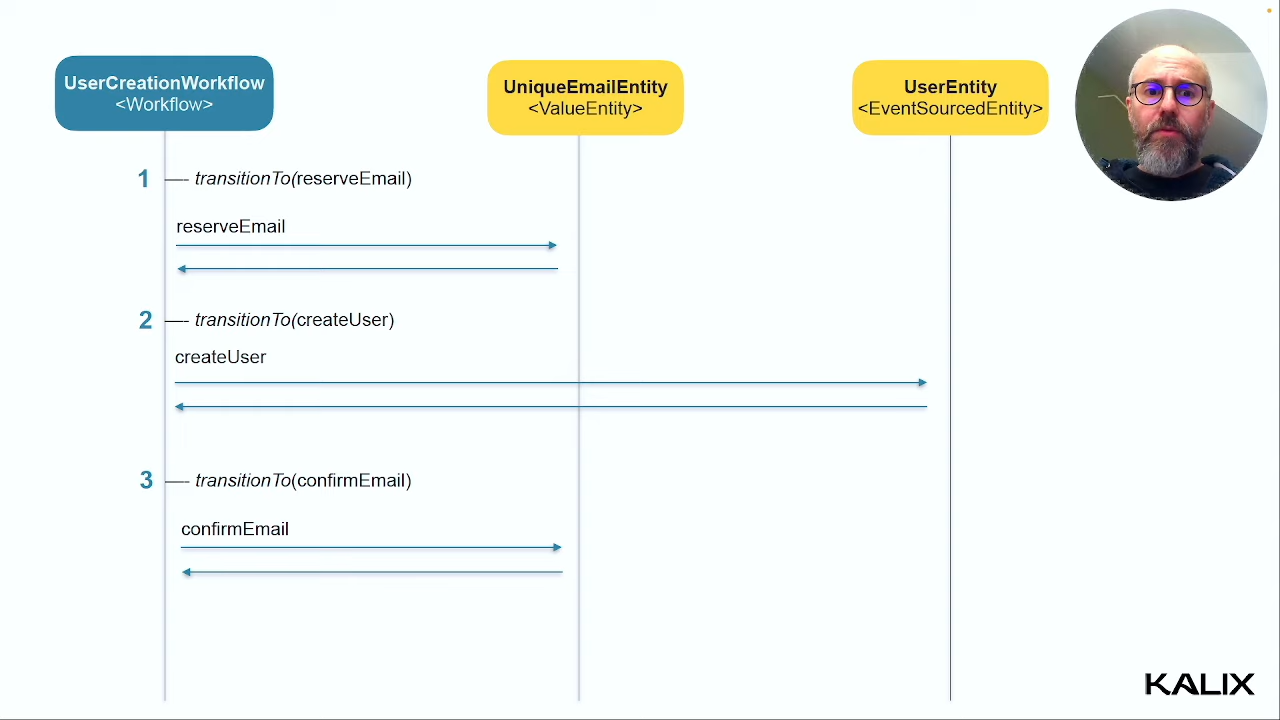 UserCreationWorkflow
<Workflow>
UniqueEmailEntity
<ValueEntity>
UserEntity
<EventSourcedEntity>
1 transitionTo(reserveEmail)
reserveEmail
2 transitionTo(createUser)
createUser
3 transitionTo(confirmEmail)
confirmEmail
KALIX